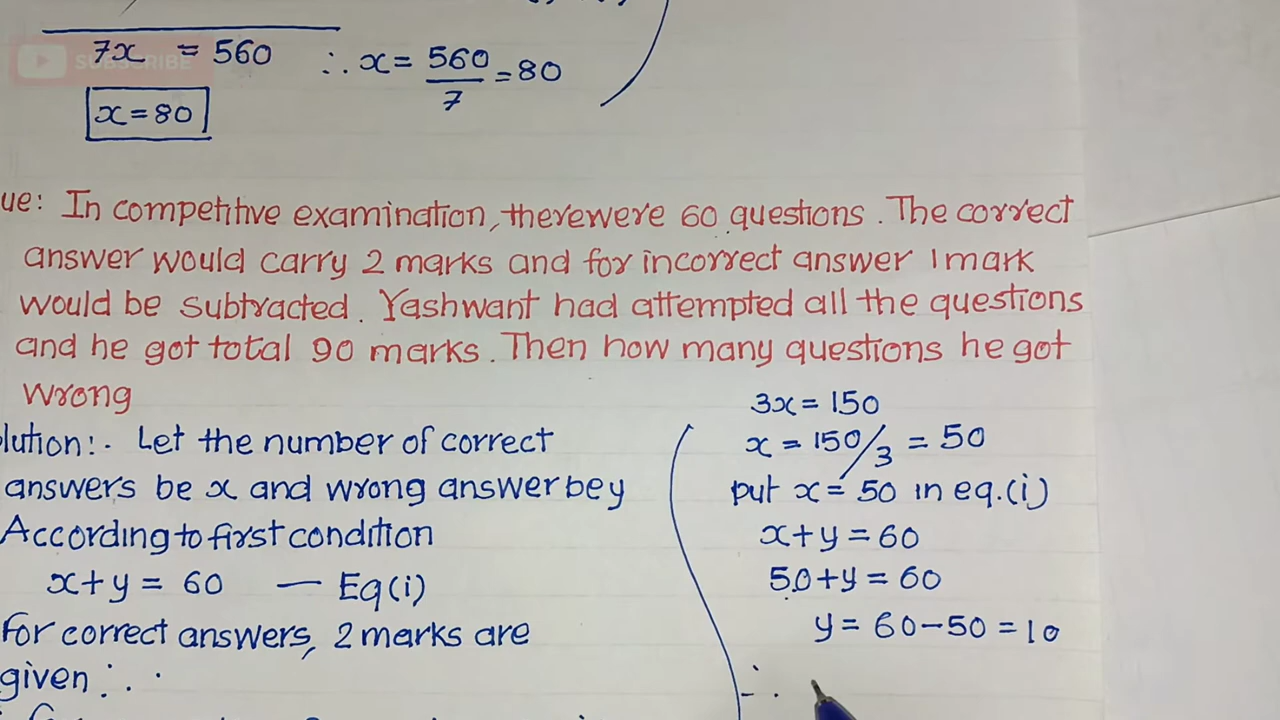 7x = 560 ∴ x = 560/7 = 80
SUBSCRIBE
x = 80
ue: In competitive examination, therewere 60 questions. The correct
answer would carry 2 marks and for incorrect answer 1 mark
would be subtracted. Yashwant had attempted all the questions
and he got total 90 marks. Then how many questions he got
wrong
lution:- Let the number of correct
answers be x and wrong answer be y
According to first condition
x+y = 60 — Eq(i)
For correct answers, 2 marks are
given ∴
3x = 150
x = 150/3 = 50
put x = 50 in eq.(i)
x+y = 60
50+y = 60
y = 60-50 = 10
∴